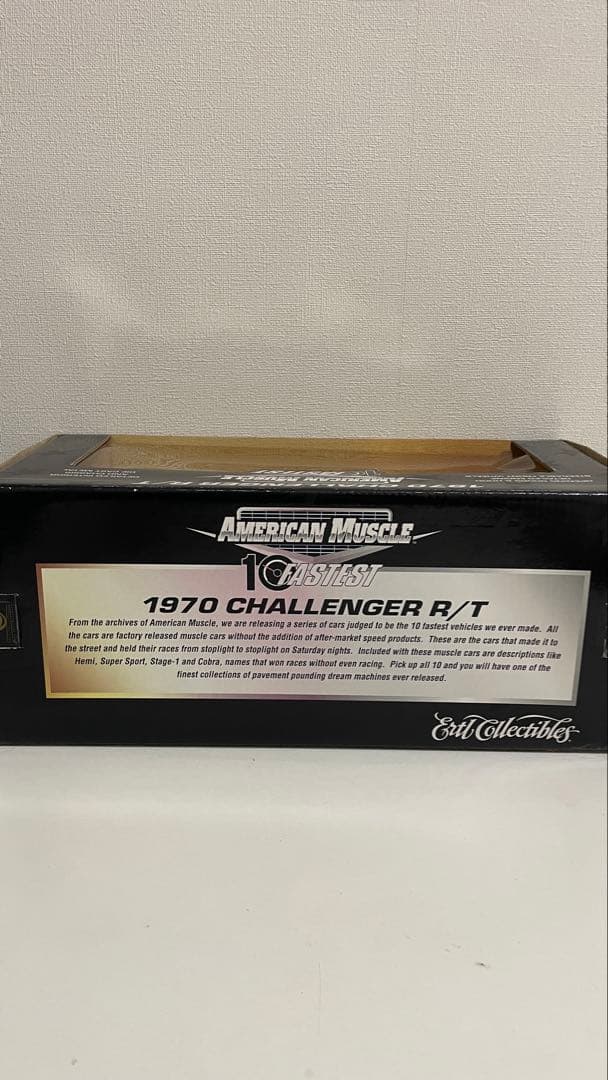 AMERICAN MUSCLE
AMERICAN MUSCLE
10 FASTEST
1970 CHALLENGER R/T
From the archives of American Muscle, we are releasing a series of cars judged to be the 10 fastest vehicles we ever made. All
the cars are factory released muscle cars without the addition of after-market speed products. These are the cars that made it to
the street and held their races from stoplight to stoplight on Saturday nights. Included with these muscle cars are descriptions like
Hemi, Super Sport, Stage-1 and Cobra, names that won races without even racing. Pick up all 10 and you will have one of the
finest collections of pavement pounding dream machines ever released.
Ertl Collectibles